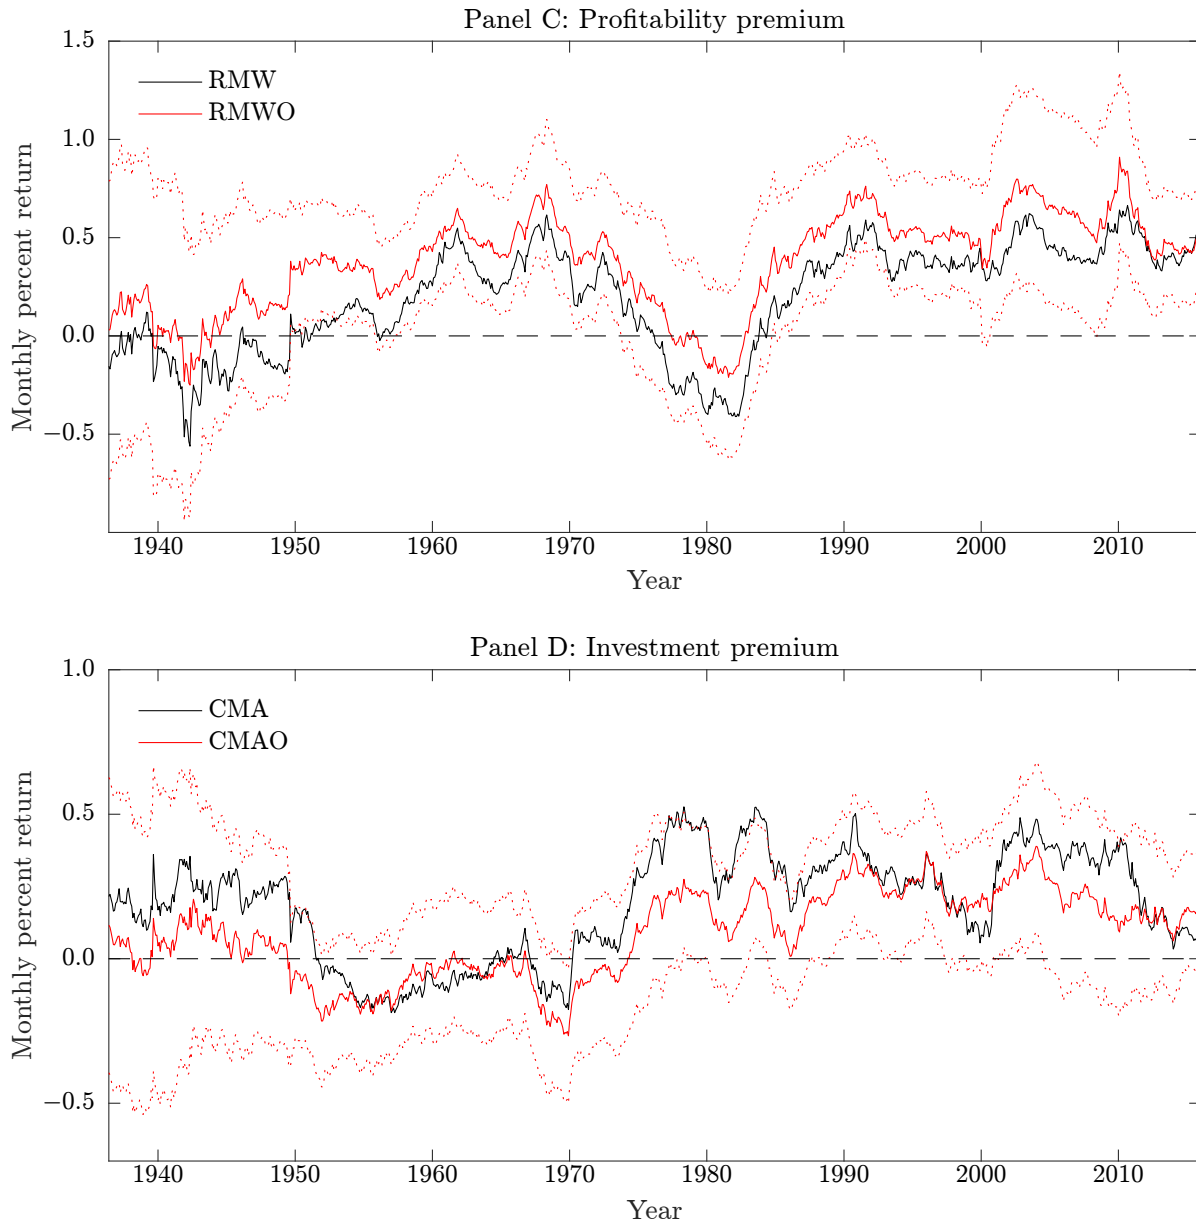 Panel C: Profitability premium
1.5
1.0
0.5
0.0
−0.5
Monthly percent return
RMW
RMWO
1940 1950 1960 1970 1980 1990 2000 2010
Year
Panel D: Investment premium
1.0
0.5
0.0
−0.5
Monthly percent return
CMA
CMAO
1940 1950 1960 1970 1980 1990 2000 2010
Year